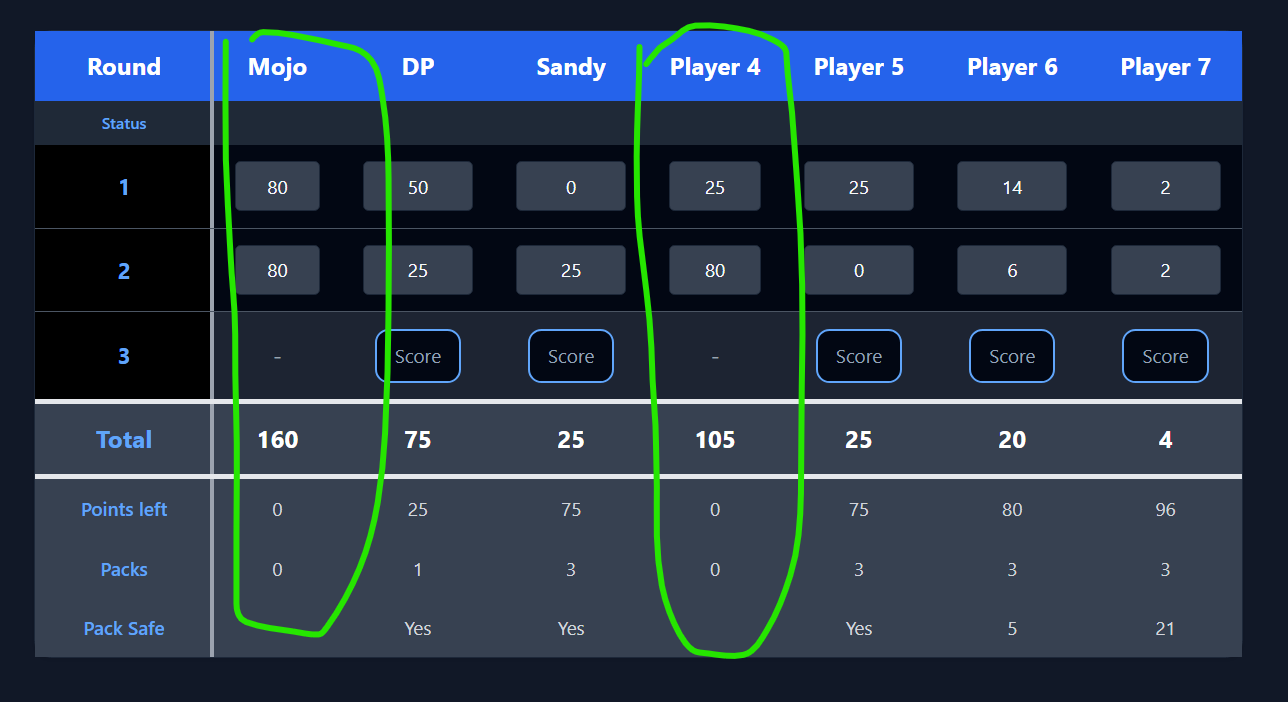 Round Mojo DP Sandy Player 4 Player 5 Player 6 Player 7
Status
1 80 50 0 25 25 14 2
2 80 25 25 80 0 6 2
3 - Score Score - Score Score Score
Total 160 75 25 105 25 20 4
Points left 0 25 75 0 75 80 96
Packs 0 1 3 0 3 3 3
Pack Safe Yes Yes Yes 5 21